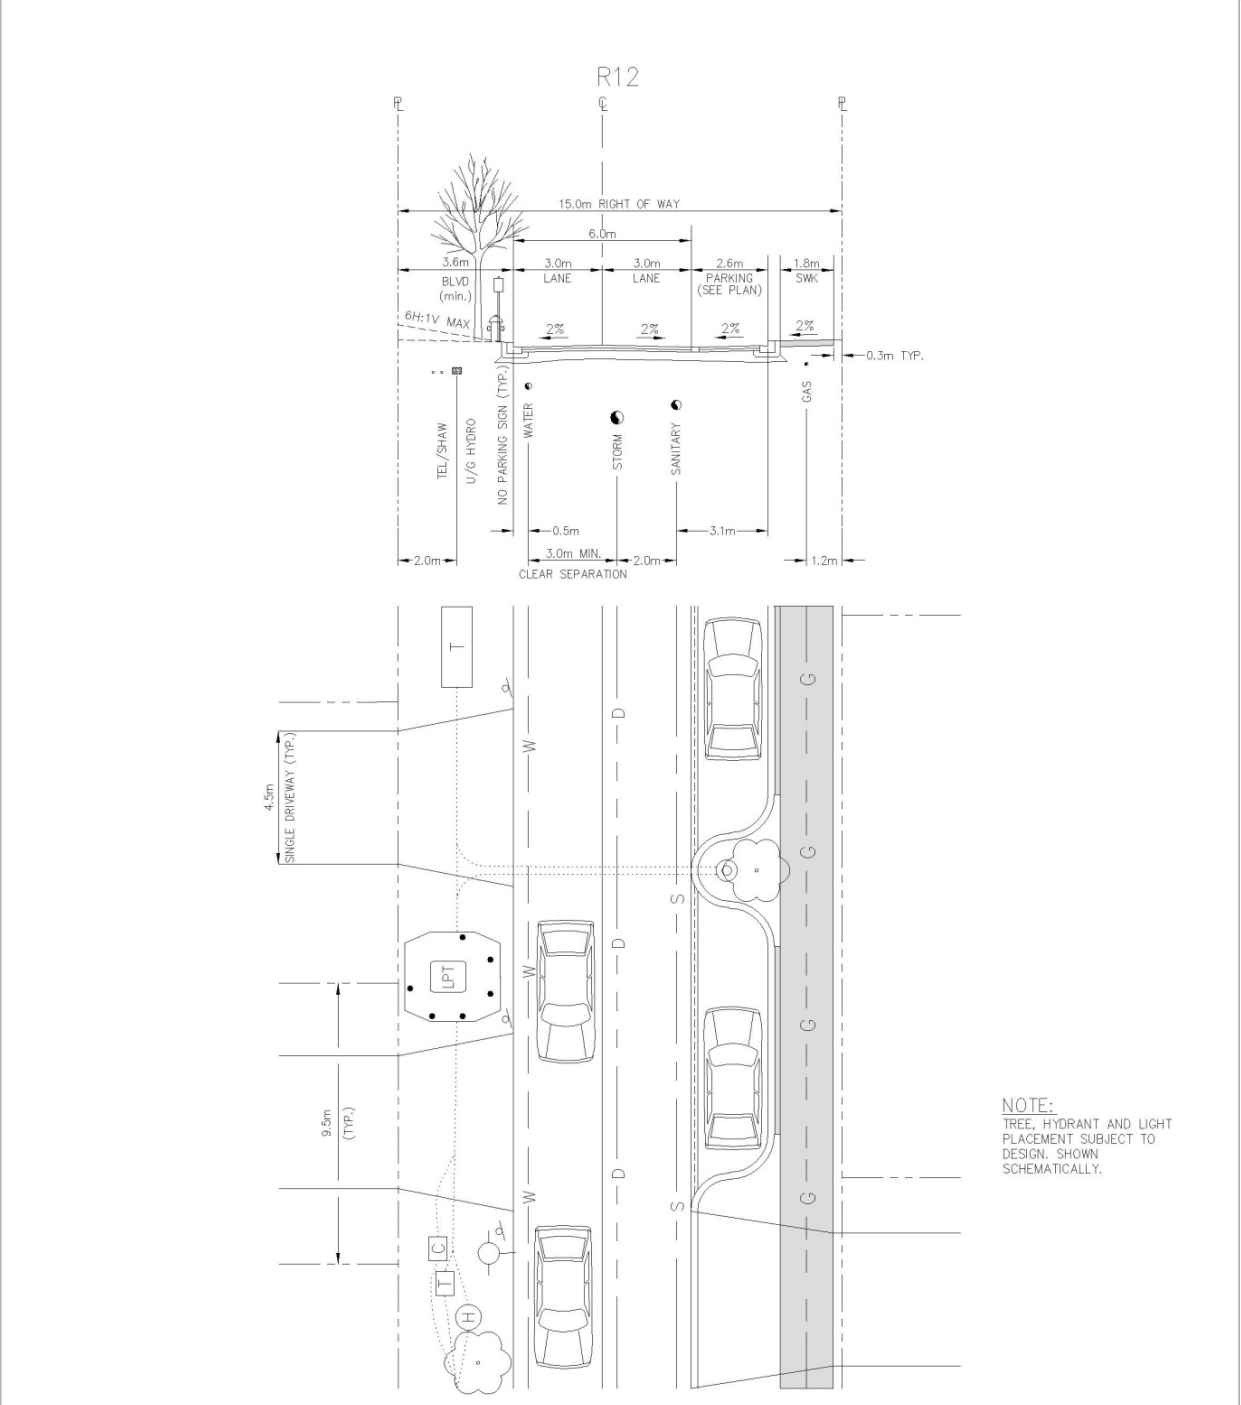 R12
PL
CL
PL
15.0m RIGHT OF WAY
6.0m
3.6m
BLVD
(min.)
3.0m
LANE
3.0m
LANE
2.6m
PARKING
(SEE PLAN)
1.8m
SWK
6H:1V MAX
2%
2%
2%
2%
0.3m TYP.
TEL/SHAW
U/G HYDRO
NO PARKING SIGN (TYP.)
WATER
STORM
SANITARY
GAS
0.5m
3.1m
2.0m
3.0m MIN.
CLEAR SEPARATION
2.0m
1.2m
T
G
D
W
4.5m
SINGLE DRIVEWAY (TYP.)
G
S
D
W
LPT
G
9.5m
(TYP.)
D
W
S
G
C
T
H
NOTE:
TREE, HYDRANT AND LIGHT
PLACEMENT SUBJECT TO
DESIGN. SHOWN
SCHEMATICALLY.